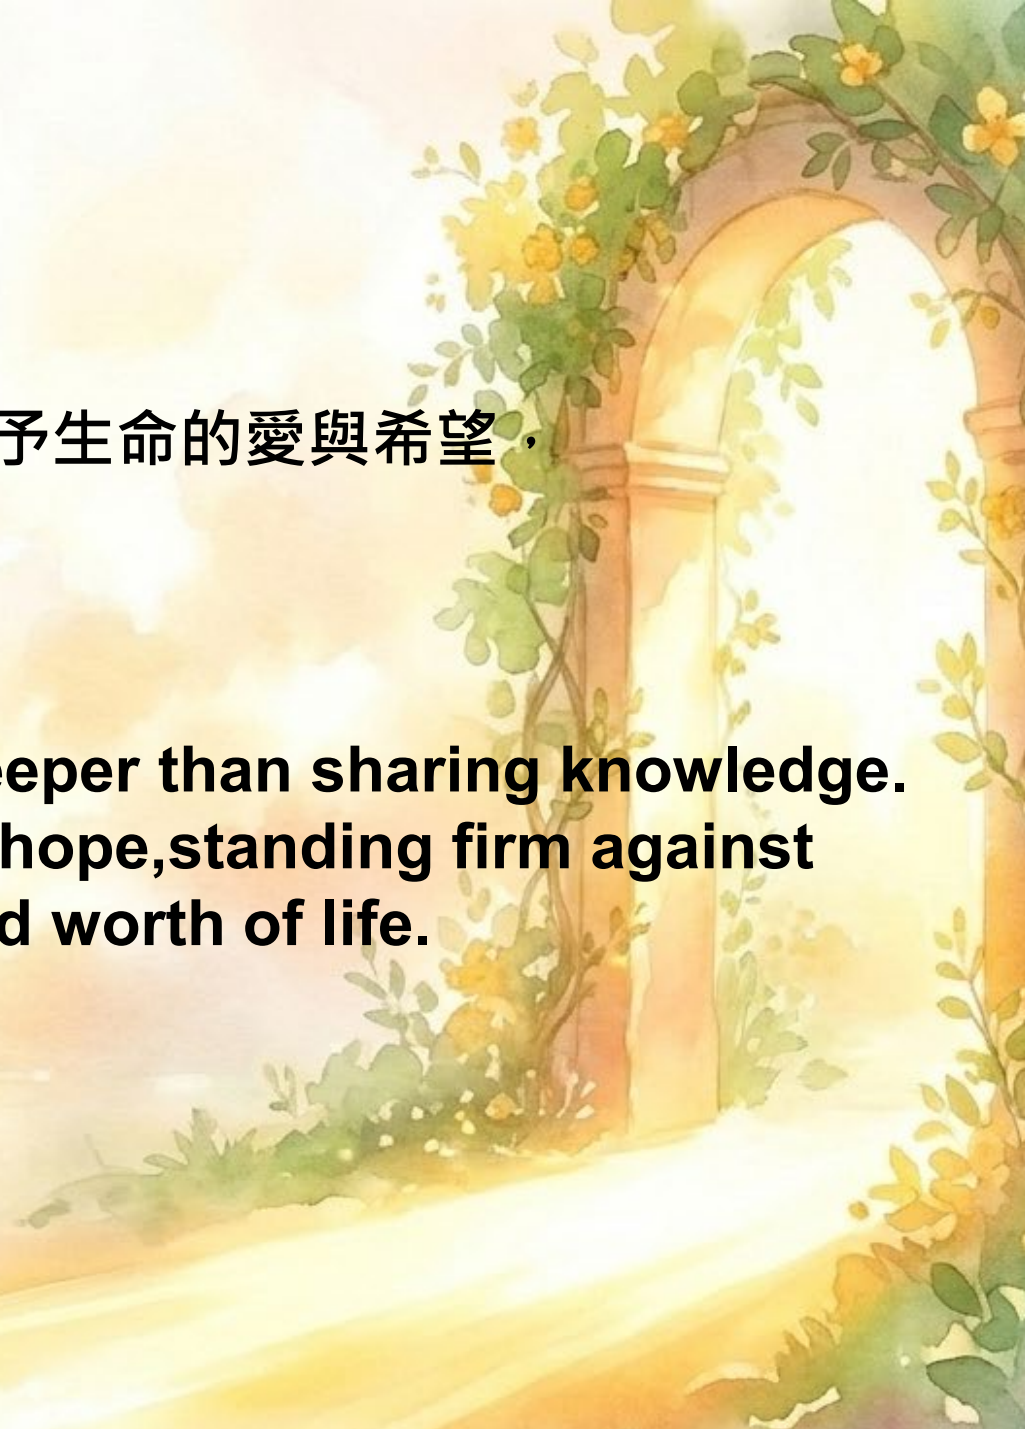 予生命的愛與希望，
eeper than sharing knowledge.
hope,standing firm against
d worth of life.